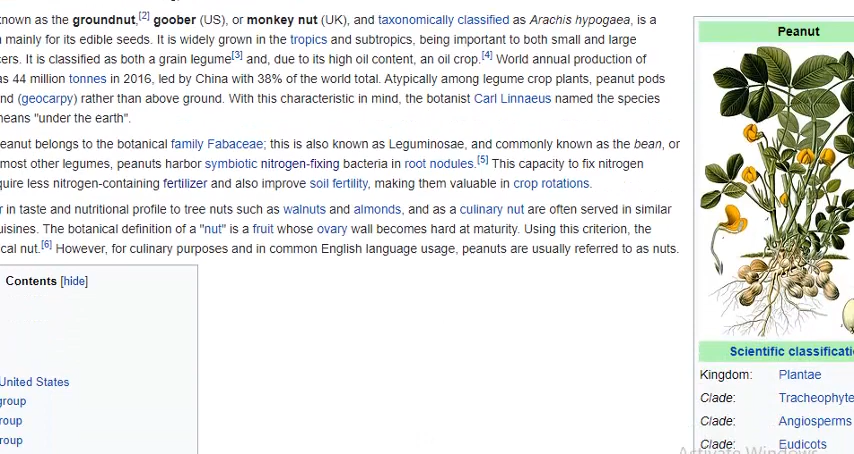 known as the groundnut,[2] goober (US), or monkey nut (UK), and taxonomically classified as Arachis hypogaea, is a
mainly for its edible seeds. It is widely grown in the tropics and subtropics, being important to both small and large
cers. It is classified as both a grain legume[3] and, due to its high oil content, an oil crop.[4] World annual production of
as 44 million tonnes in 2016, led by China with 38% of the world total. Atypically among legume crop plants, peanut pods
nd (geocarpy) rather than above ground. With this characteristic in mind, the botanist Carl Linnaeus named the species
means "under the earth".
eanut belongs to the botanical family Fabaceae; this is also known as Leguminosae, and commonly known as the bean, or
most other legumes, peanuts harbor symbiotic nitrogen-fixing bacteria in root nodules.[5] This capacity to fix nitrogen
quire less nitrogen-containing fertilizer and also improve soil fertility, making them valuable in crop rotations.
r in taste and nutritional profile to tree nuts such as walnuts and almonds, and as a culinary nut are often served in similar
uisines. The botanical definition of a "nut" is a fruit whose ovary wall becomes hard at maturity. Using this criterion, the
cal nut.[6] However, for culinary purposes and in common English language usage, peanuts are usually referred to as nuts.
Contents [hide]
United States
group
roup
roup
Peanut
Scientific classificati
Kingdom: Plantae
Clade: Tracheophyte
Clade: Angiosperms
Clade: Eudicots
Activate Windows